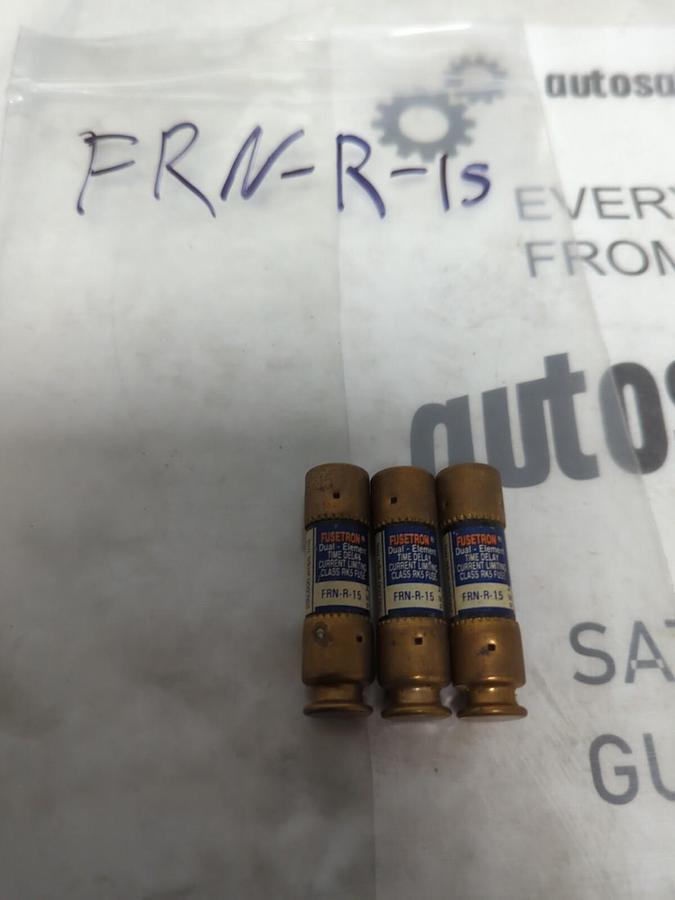 FRN-R-15
autosa
EVERY
FROM
autos
FUSETRON
Dual - Element
TIME DELAY
CURRENT LIMITING
CLASS RK5 FUSE
FRN-R-15
FUSETRON
Dual - Element
TIME DELAY
CURRENT LIMITING
CLASS RK5 FUSE
FRN-R-15
FUSETRON
Dual - Element
TIME DELAY
CURRENT LIMITING
CLASS RK5 FUSE
FRN-R-15
SAT
GU